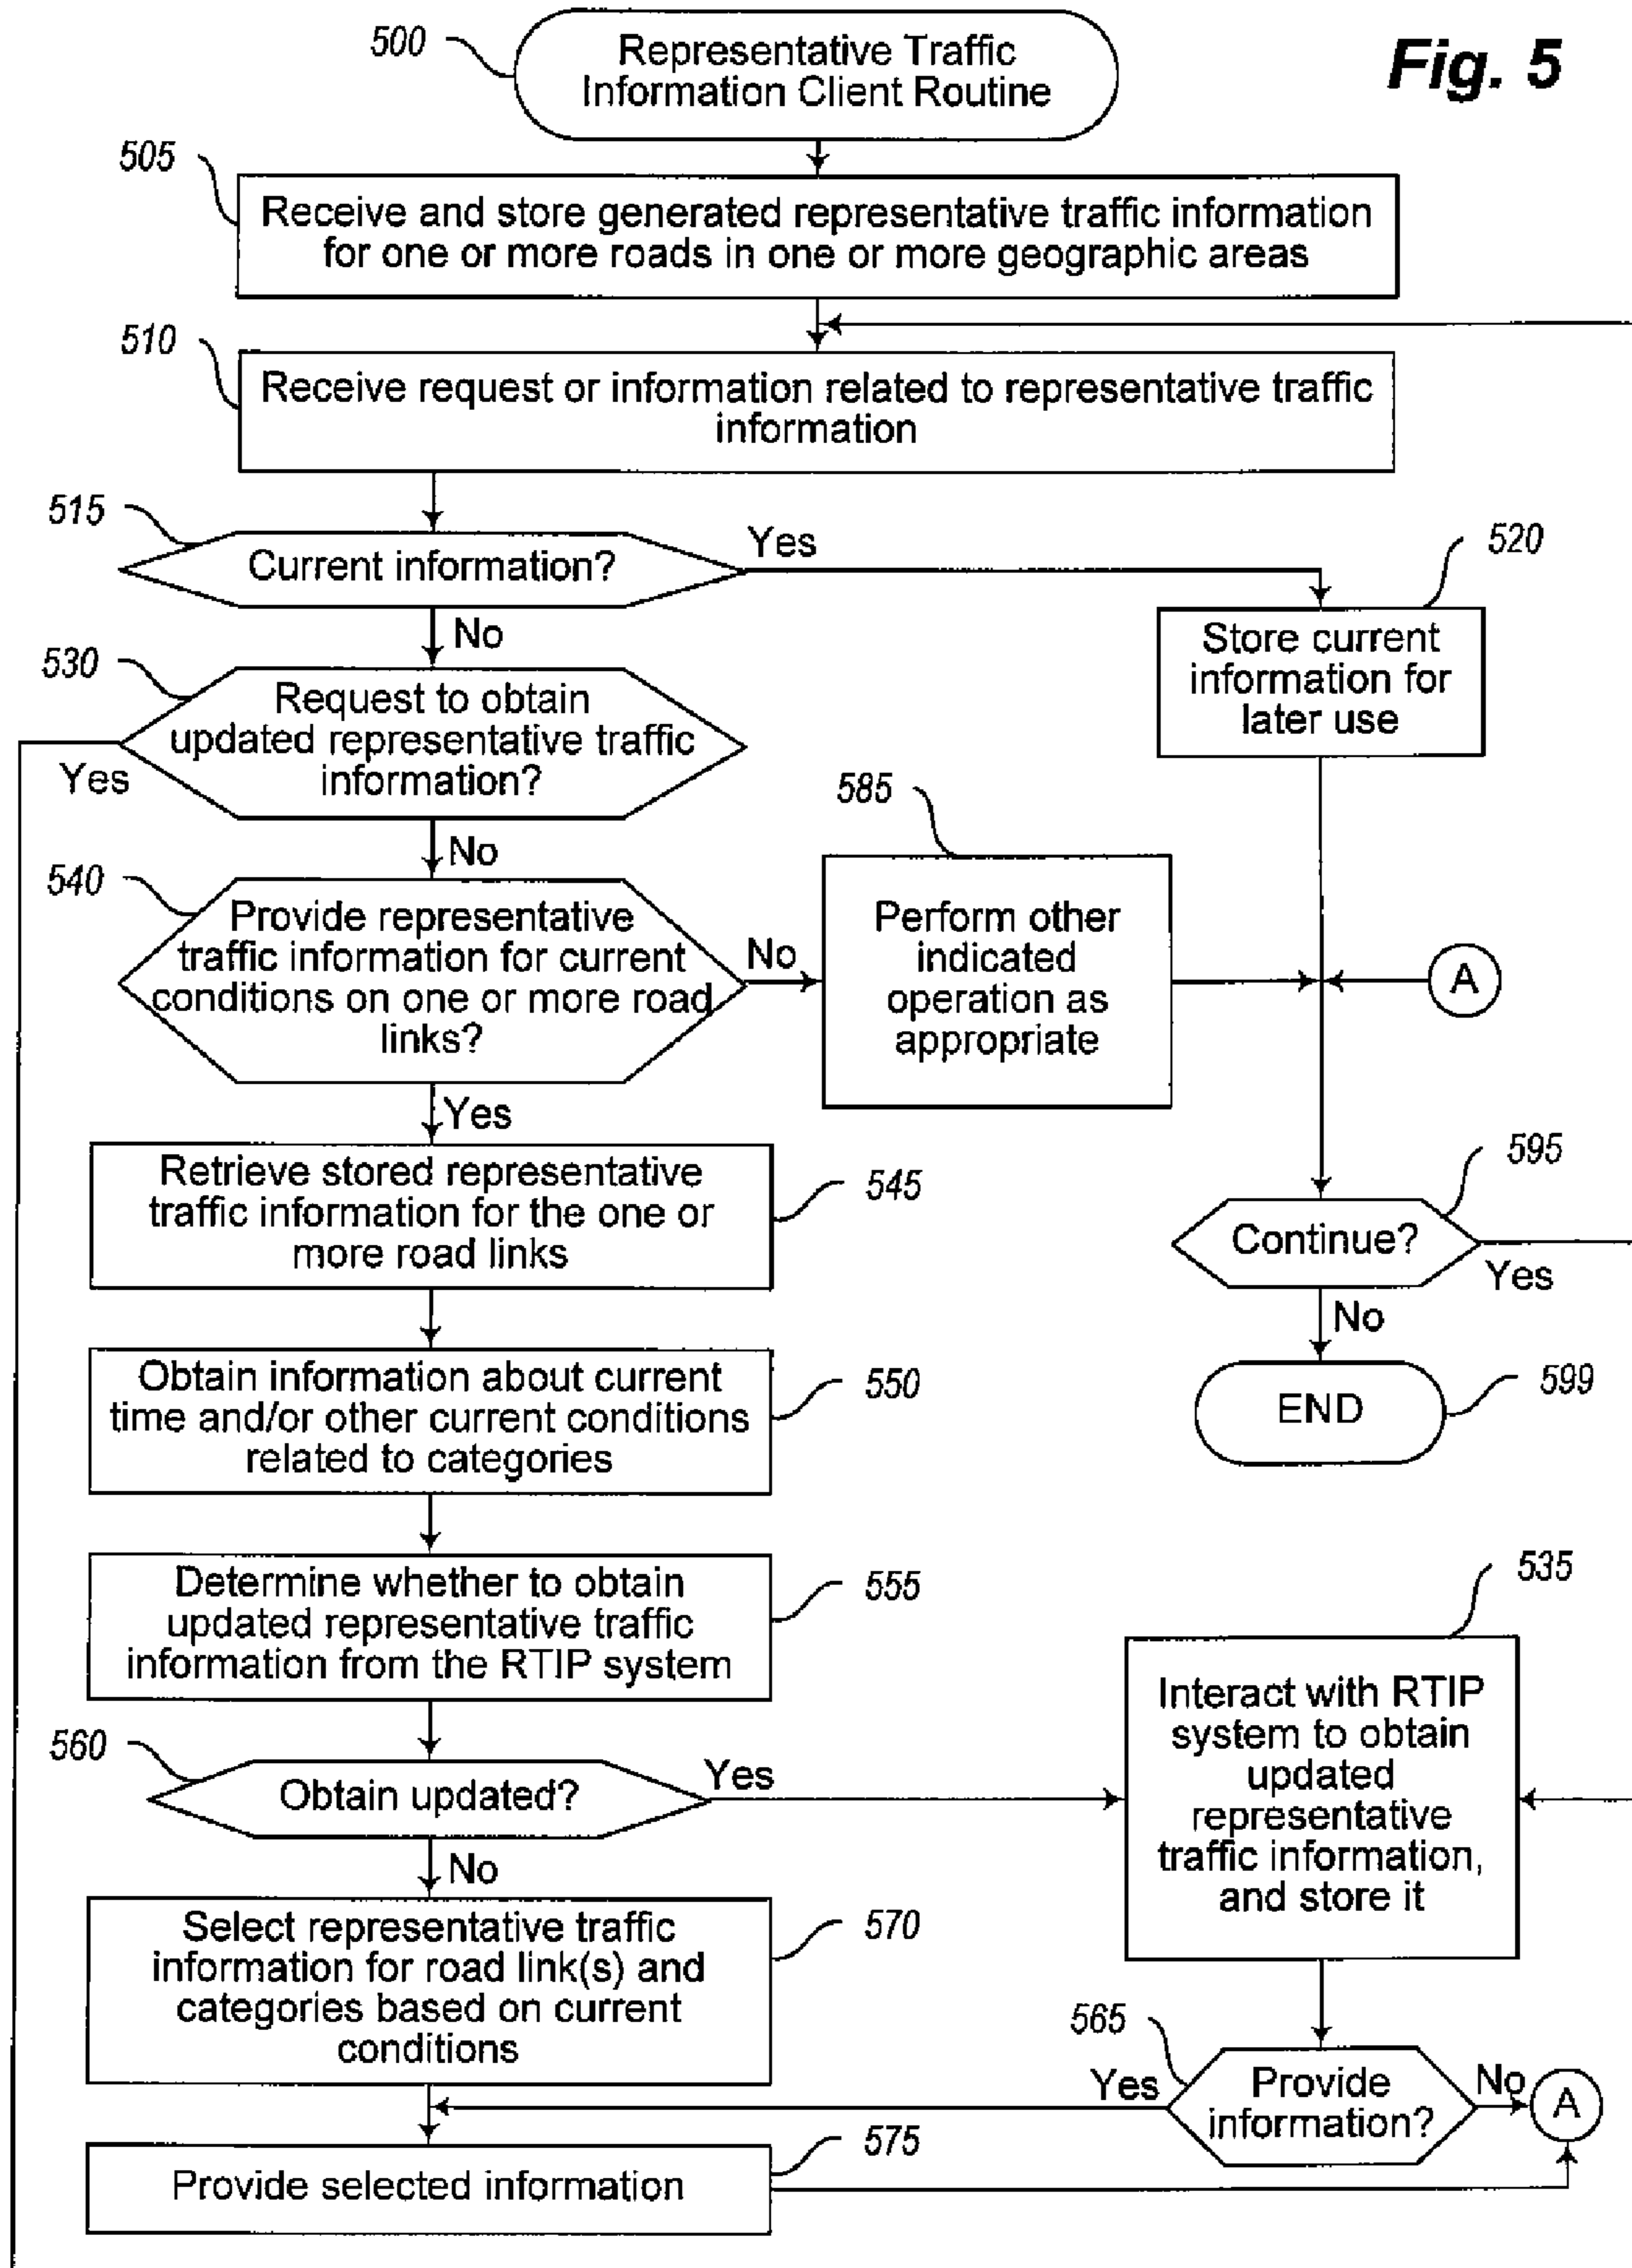 Fig. 5
500
Representative Traffic
Information Client Routine
505
Receive and store generated representative traffic information
for one or more roads in one or more geographic areas
510
Receive request or information related to representative traffic
information
515
Current information?
Yes
No
520
Store current
information for
later use
530
Request to obtain
updated representative traffic
information?
Yes
No
540
Provide representative
traffic information for current
conditions on one or more road
links?
No
Yes
585
Perform other
indicated
operation as
appropriate
A
545
Retrieve stored representative
traffic information for the one or
more road links
595
Continue?
Yes
No
599
END
550
Obtain information about current
time and/or other current conditions
related to categories
555
Determine whether to obtain
updated representative traffic
information from the RTIP system
535
Interact with RTIP
system to obtain
updated
representative
traffic information,
and store it
560
Obtain updated?
Yes
No
570
Select representative traffic
information for road link(s) and
categories based on current
conditions
565
Provide
information?
Yes
No
A
575
Provide selected information